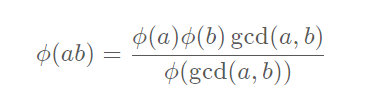 ϕ(ab) = ϕ(a)ϕ(b) gcd(a, b) / ϕ(gcd(a, b))